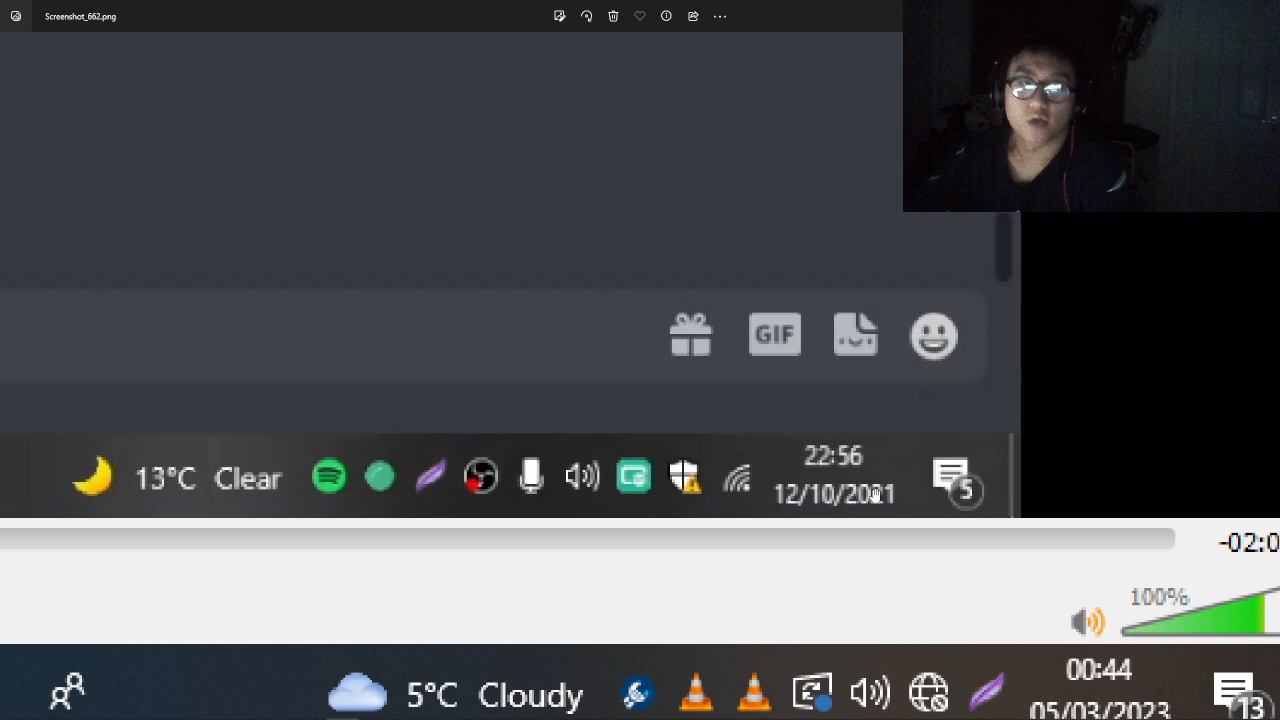 Screenshot_662.png
GIF
13°C Clear
22:56
12/10/2021
5
-02:0
100%
5°C Cloudy
00:44
05/03/2023
13